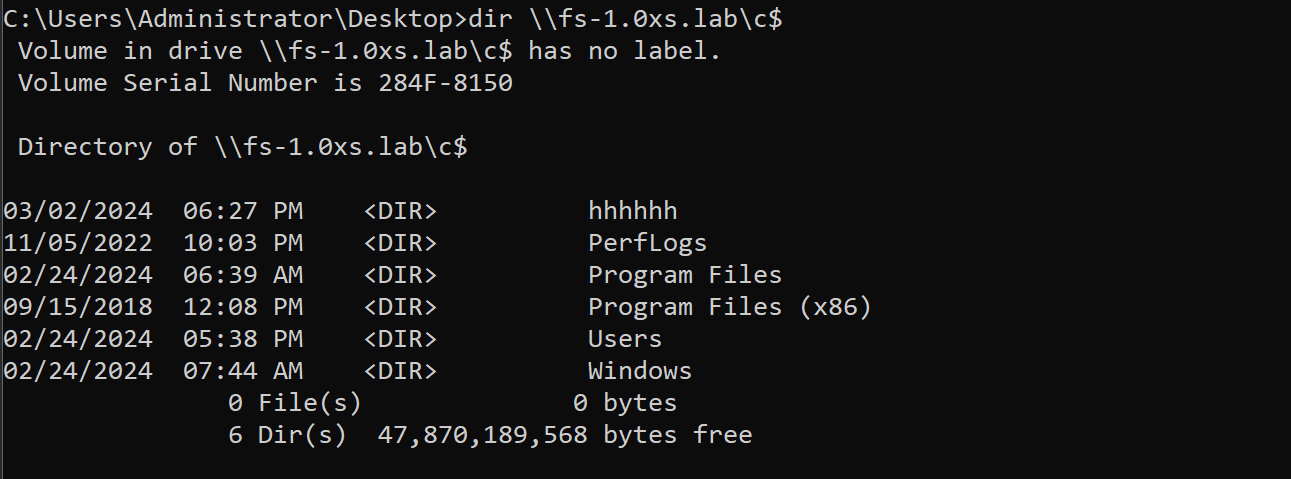 C:\Users\Administrator\Desktop>dir \\fs-1.0xs.lab\c$
 Volume in drive \\fs-1.0xs.lab\c$ has no label.
 Volume Serial Number is 284F-8150

 Directory of \\fs-1.0xs.lab\c$

03/02/2024  06:27 PM    <DIR>          hhhhhh
11/05/2022  10:03 PM    <DIR>          PerfLogs
02/24/2024  06:39 AM    <DIR>          Program Files
09/15/2018  12:08 PM    <DIR>          Program Files (x86)
02/24/2024  05:38 PM    <DIR>          Users
02/24/2024  07:44 AM    <DIR>          Windows
               0 File(s)              0 bytes
               6 Dir(s)  47,870,189,568 bytes free